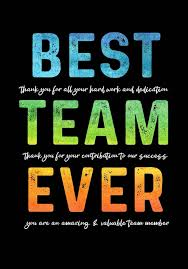 BEST
Thank you for all your hard work and dedication
TEAM
Thank you for your contribution to our success
EVER
you are an amazing & valuable team member